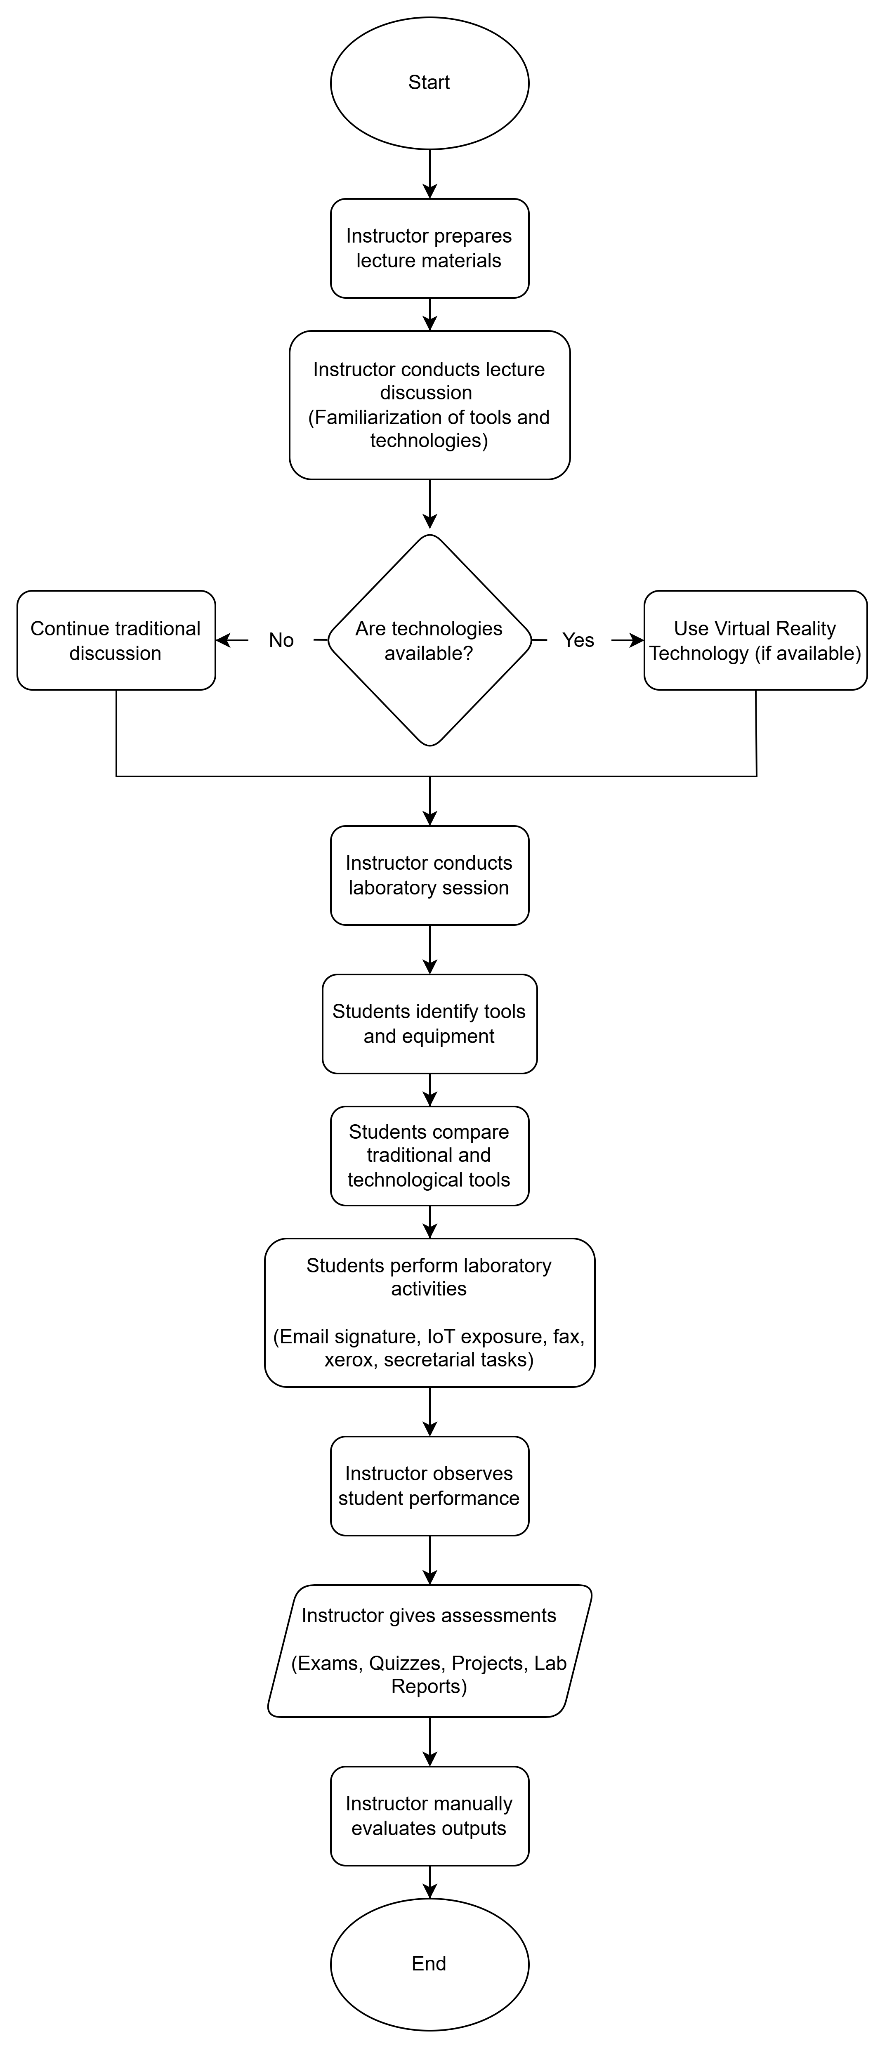 Start
Instructor prepares
lecture materials
Instructor conducts lecture
discussion
(Familiarization of tools and
technologies)
Are technologies
available?
No
Yes
Continue traditional
discussion
Use Virtual Reality
Technology (if available)
Instructor conducts
laboratory session
Students identify tools
and equipment
Students compare
traditional and
technological tools
Students perform laboratory
activities
(Email signature, IoT exposure, fax,
xerox, secretarial tasks)
Instructor observes
student performance
Instructor gives assessments
(Exams, Quizzes, Projects, Lab
Reports)
Instructor manually
evaluates outputs
End